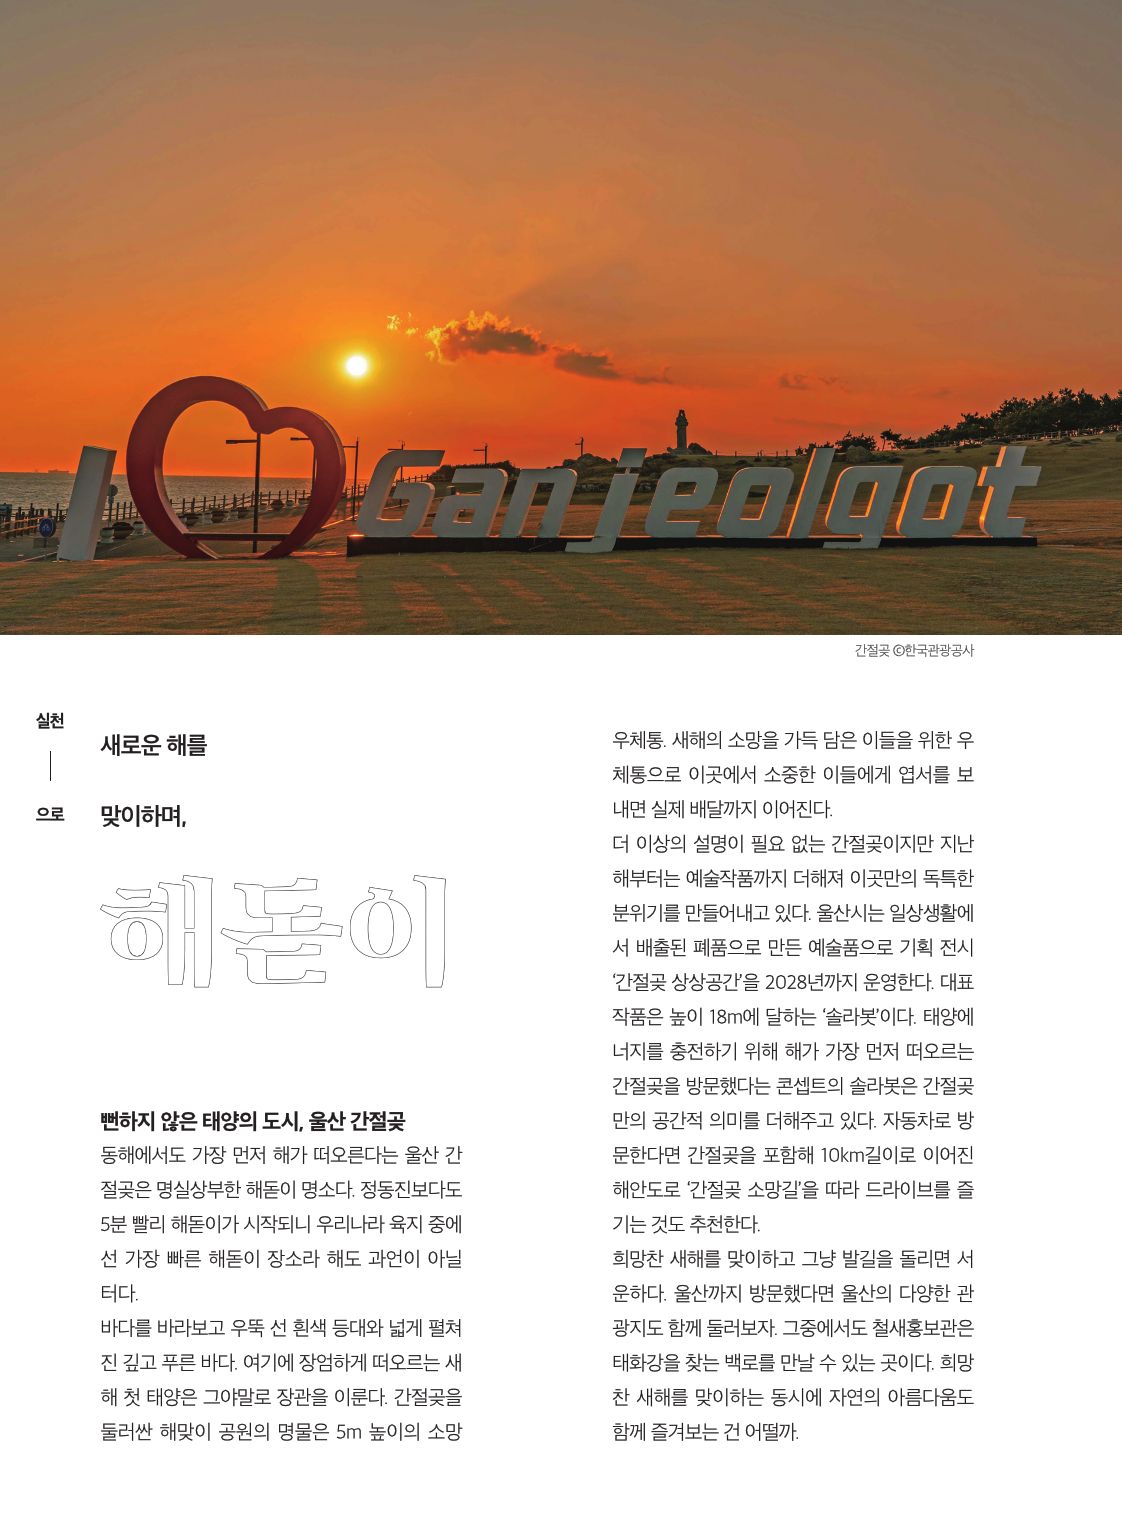 I Ganjeolgot
간절곶 ©한국관광공사
실천
으로
새로운 해를
맞이하며,
해돋이
뻔하지 않은 태양의 도시, 울산 간절곶
동해에서도 가장 먼저 해가 떠오른다는 울산 간
절곶은 명실상부한 해돋이 명소다. 정동진보다도
5분 빨리 해돋이가 시작되니 우리나라 육지 중에
선 가장 빠른 해돋이 장소라 해도 과언이 아닐
터다.
바다를 바라보고 우뚝 선 흰색 등대와 넓게 펼쳐
진 깊고 푸른 바다. 여기에 장엄하게 떠오르는 새
해 첫 태양은 그야말로 장관을 이룬다. 간절곶을
둘러싼 해맞이 공원의 명물은 5m 높이의 소망
우체통. 새해의 소망을 가득 담은 이들을 위한 우
체통으로 이곳에서 소중한 이들에게 엽서를 보
내면 실제 배달까지 이어진다.
더 이상의 설명이 필요 없는 간절곶이지만 지난
해부터는 예술작품까지 더해져 이곳만의 독특한
분위기를 만들어내고 있다. 울산시는 일상생활에
서 배출된 폐품으로 만든 예술품으로 기획 전시
‘간절곶 상상공간’을 2028년까지 운영한다. 대표
작품은 높이 18m에 달하는 ‘솔라봇’이다. 태양에
너지를 충전하기 위해 해가 가장 먼저 떠오르는
간절곶을 방문했다는 콘셉트의 솔라봇은 간절곶
만의 공간적 의미를 더해주고 있다. 자동차로 방
문한다면 간절곶을 포함해 10km길이로 이어진
해안도로 ‘간절곶 소망길’을 따라 드라이브를 즐
기는 것도 추천한다.
희망찬 새해를 맞이하고 그냥 발길을 돌리면 서
운하다. 울산까지 방문했다면 울산의 다양한 관
광지도 함께 둘러보자. 그중에서도 철새홍보관은
태화강을 찾는 백로를 만날 수 있는 곳이다. 희망
찬 새해를 맞이하는 동시에 자연의 아름다움도
함께 즐겨보는 건 어떨까.